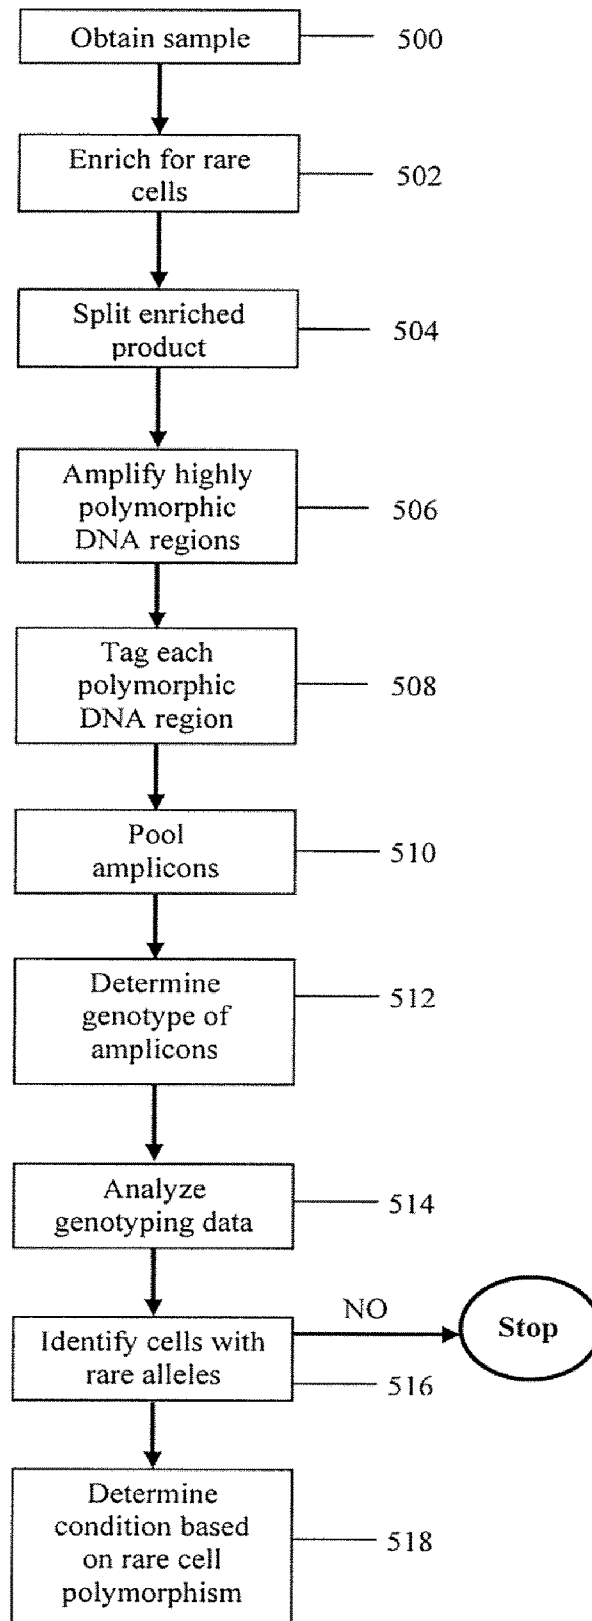 Obtain sample
500
Enrich for rare
cells
502
Split enriched
product
504
Amplify highly
polymorphic
DNA regions
506
Tag each
polymorphic
DNA region
508
Pool
amplicons
510
Determine
genotype of
amplicons
512
Analyze
genotyping data
514
Identify cells with
rare alleles
NO
Stop
516
Determine
condition based
on rare cell
polymorphism
518